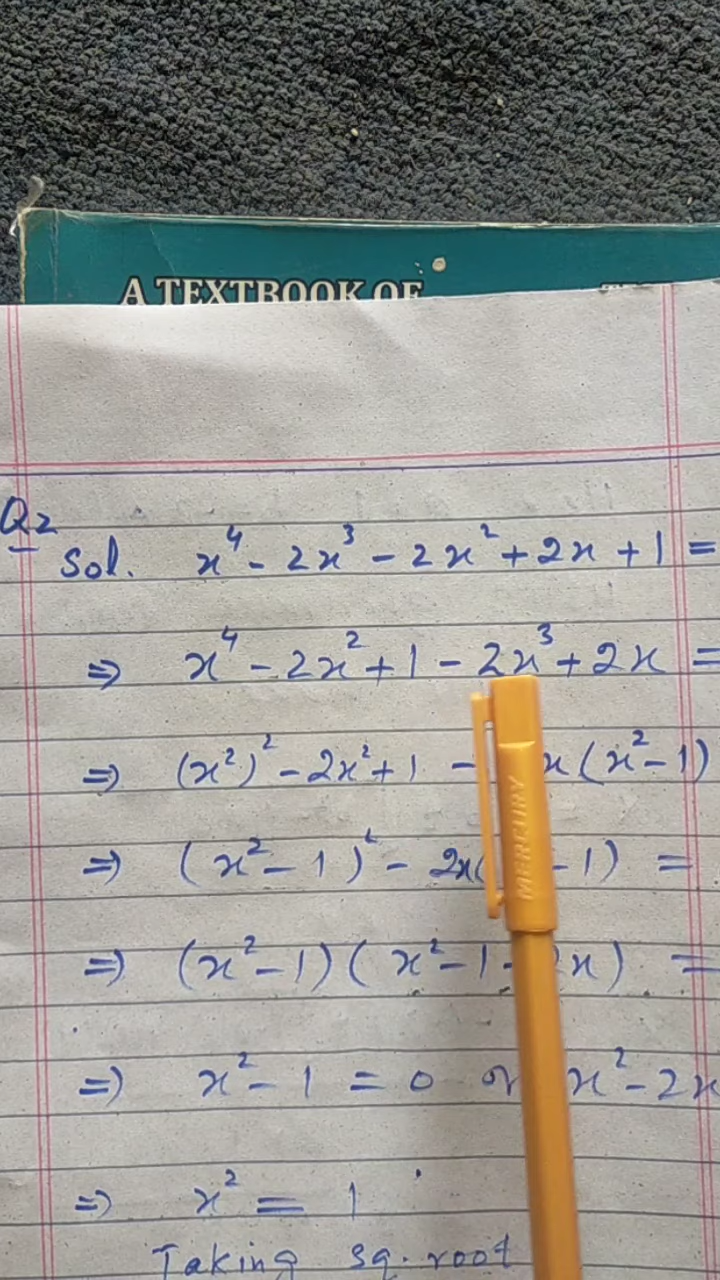 A TEXTBOOK OF
Q2
Sol. x⁴ - 2x³ - 2x² + 2x + 1 =
⇒ x⁴ - 2x² + 1 - 2x³ + 2x =
⇒ (x²)² - 2x² + 1 - x(x² - 1)
⇒ (x² - 1)² - 2x( - 1) =
⇒ (x² - 1)(x² - 1 - x) =
⇒ x² - 1 = 0 or x² - 2x
⇒ x² = 1
Taking sq. root
MERCURY